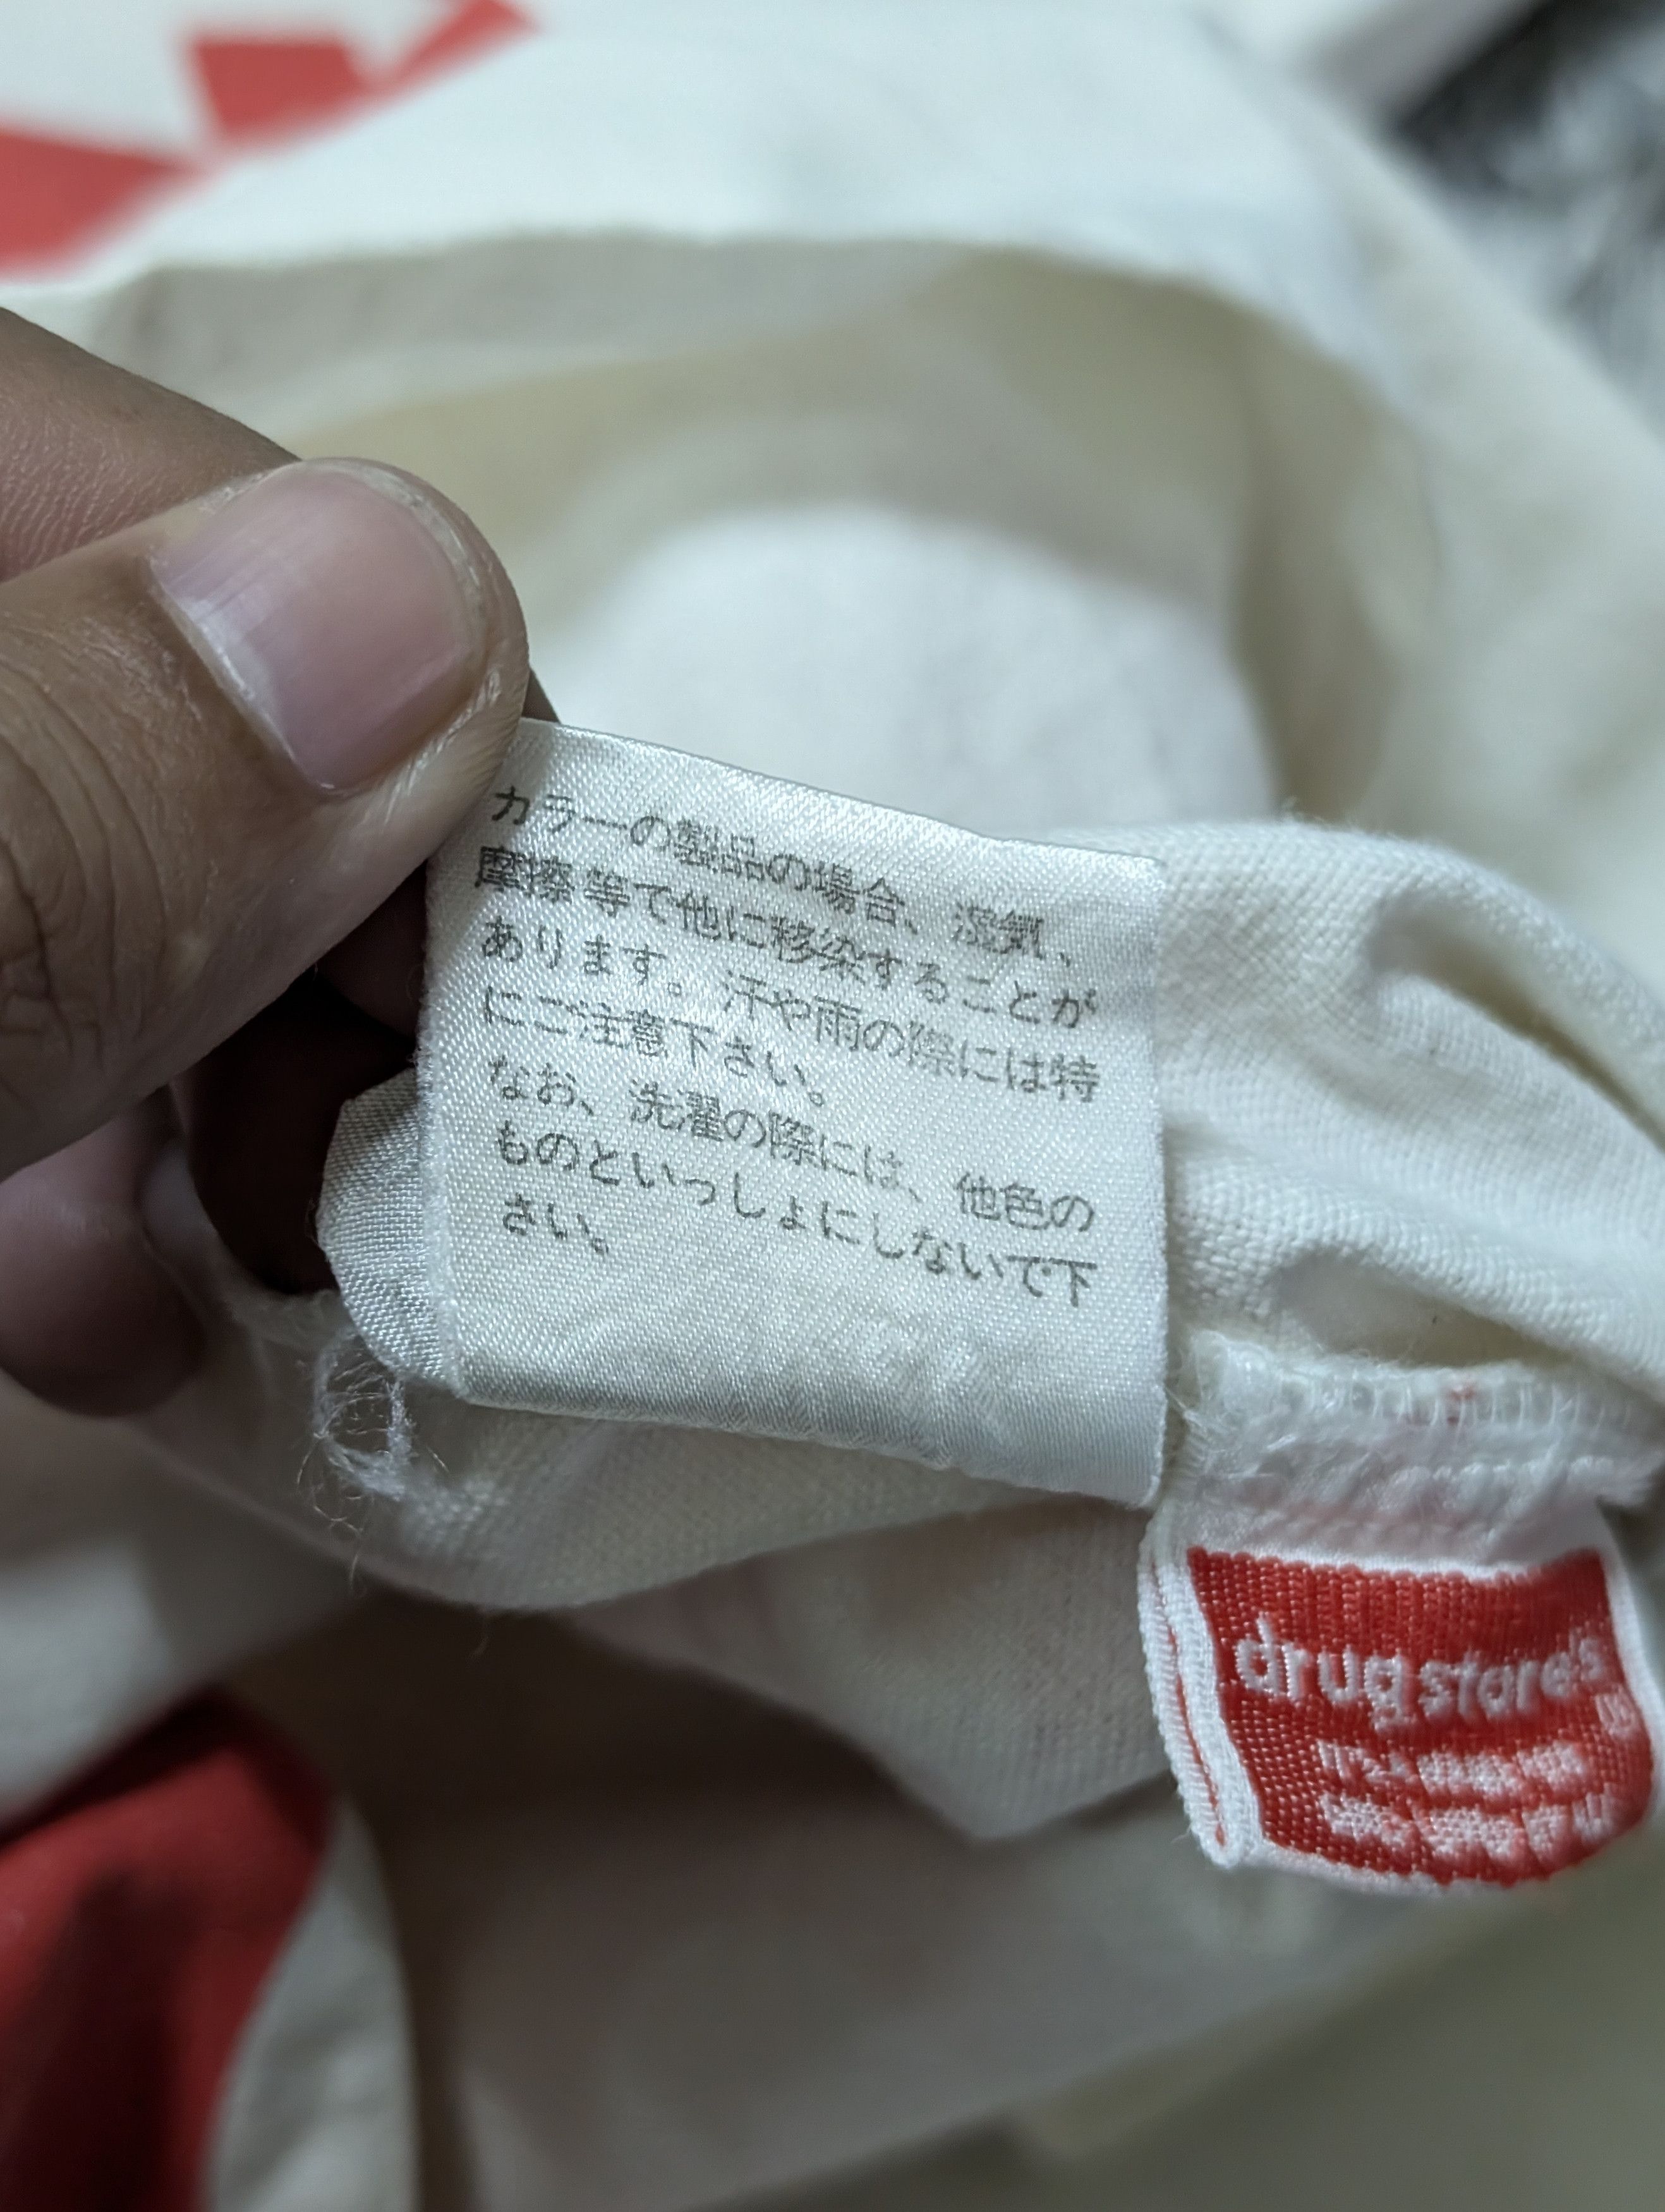 カラーの製品の場合、湿気、
摩擦等で他に移染することが
あります。汗や雨の際には特
にご注意下さい。
なお、洗濯の際には、他色の
ものといっしょにしないで下
さい。
drug store's